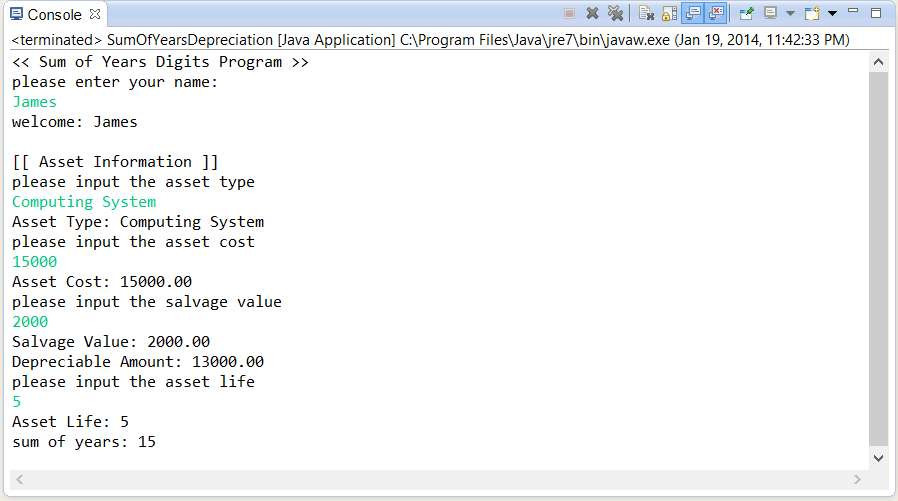 Console
<terminated> SumOfYearsDepreciation [Java Application] C:\Program Files\Java\jre7\bin\javaw.exe (Jan 19, 2014, 11:42:33 PM)
<< Sum of Years Digits Program >>
please enter your name:
James
welcome: James
[[ Asset Information ]]
please input the asset type
Computing System
Asset Type: Computing System
please input the asset cost
15000
Asset Cost: 15000.00
please input the salvage value
2000
Salvage Value: 2000.00
Depreciable Amount: 13000.00
please input the asset life
5
Asset Life: 5
sum of years: 15